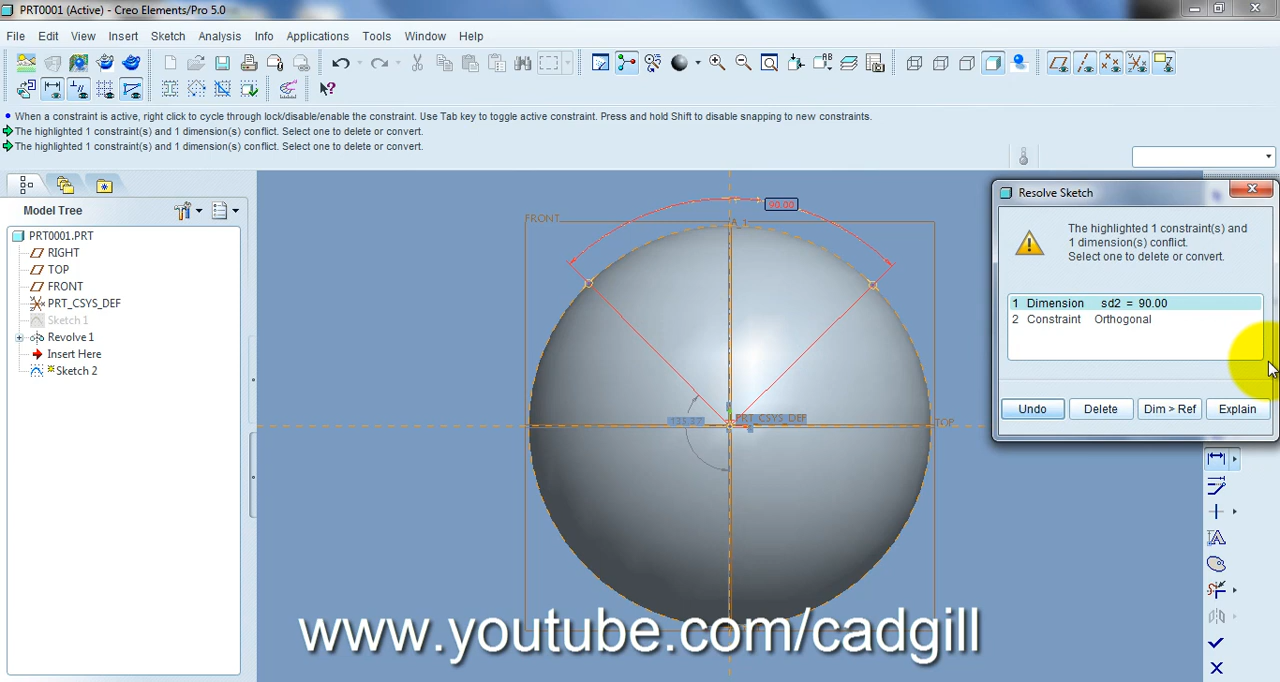 PRT0001 (Active) - Creo Elements/Pro 5.0
File Edit View Insert Sketch Analysis Info Applications Tools Window Help
When a constraint is active, right click to cycle through lock/disable/enable the constraint. Use Tab key to toggle active constraint. Press and hold Shift to disable snapping to new constraints.
The highlighted 1 constraint(s) and 1 dimension(s) conflict. Select one to delete or convert.
The highlighted 1 constraint(s) and 1 dimension(s) conflict. Select one to delete or convert.
Model Tree
PRT0001.PRT
RIGHT
TOP
FRONT
PRT_CSYS_DEF
Sketch 1
Revolve 1
Insert Here
Sketch 2
90.00
FRONT
A_1
PRT_CSYS_DEF
TOP
Resolve Sketch
The highlighted 1 constraint(s) and
1 dimension(s) conflict.
Select one to delete or convert.
1 Dimension sd2 = 90.00
2 Constraint Orthogonal
Undo Delete Dim > Ref Explain
www.youtube.com/cadgill